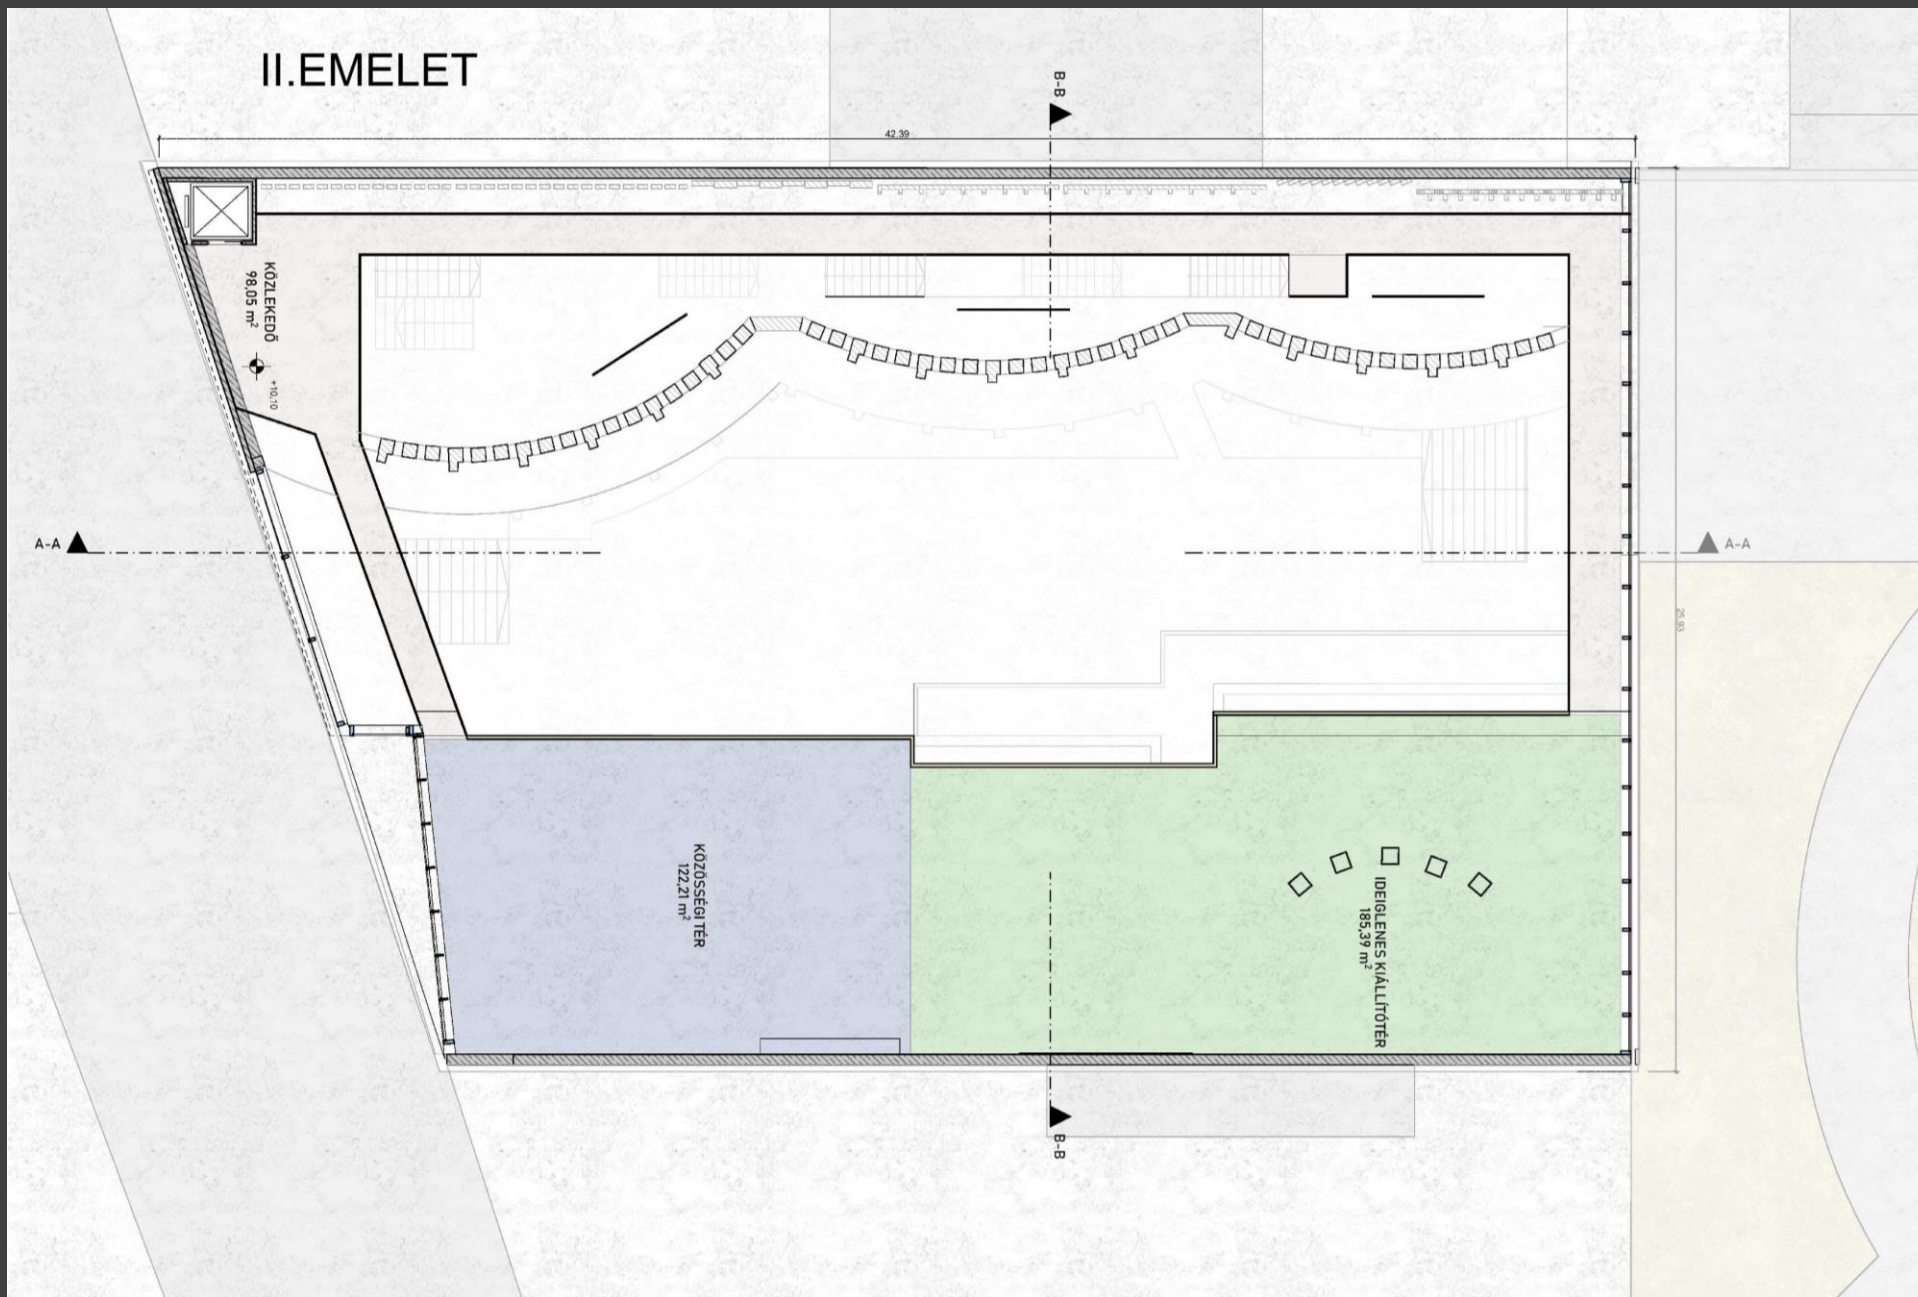 II.EMELET
B-B
42,39
KÖZLEKEDŐ
98,05 m²
+10,10
A-A
A-A
25,93
KÖZÖSSÉGI TÉR
122,21 m²
IDEIGLENES KIÁLLÍTÓTÉR
185,39 m²
B-B